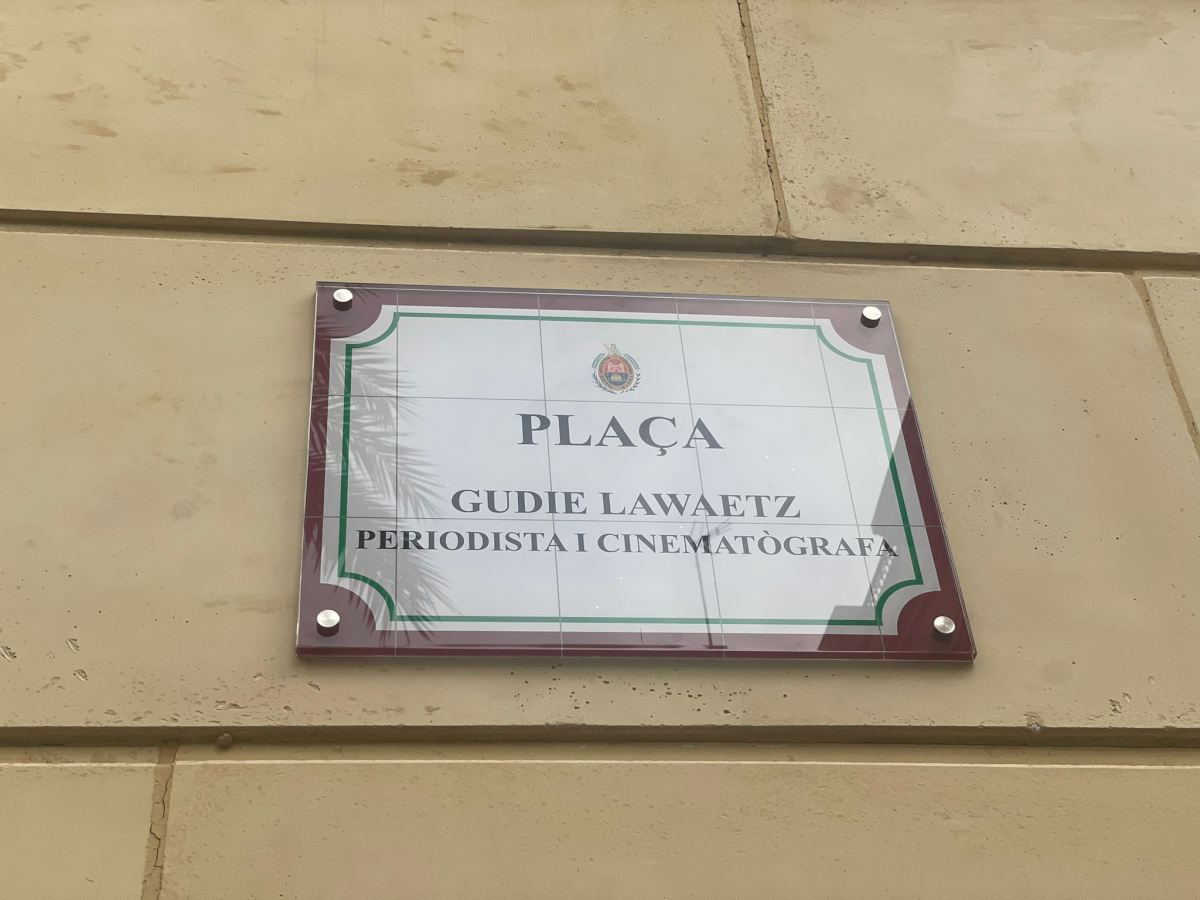 PLAÇA
GUDIE LAWAETZ
PERIODISTA I CINEMATÒGRAFA